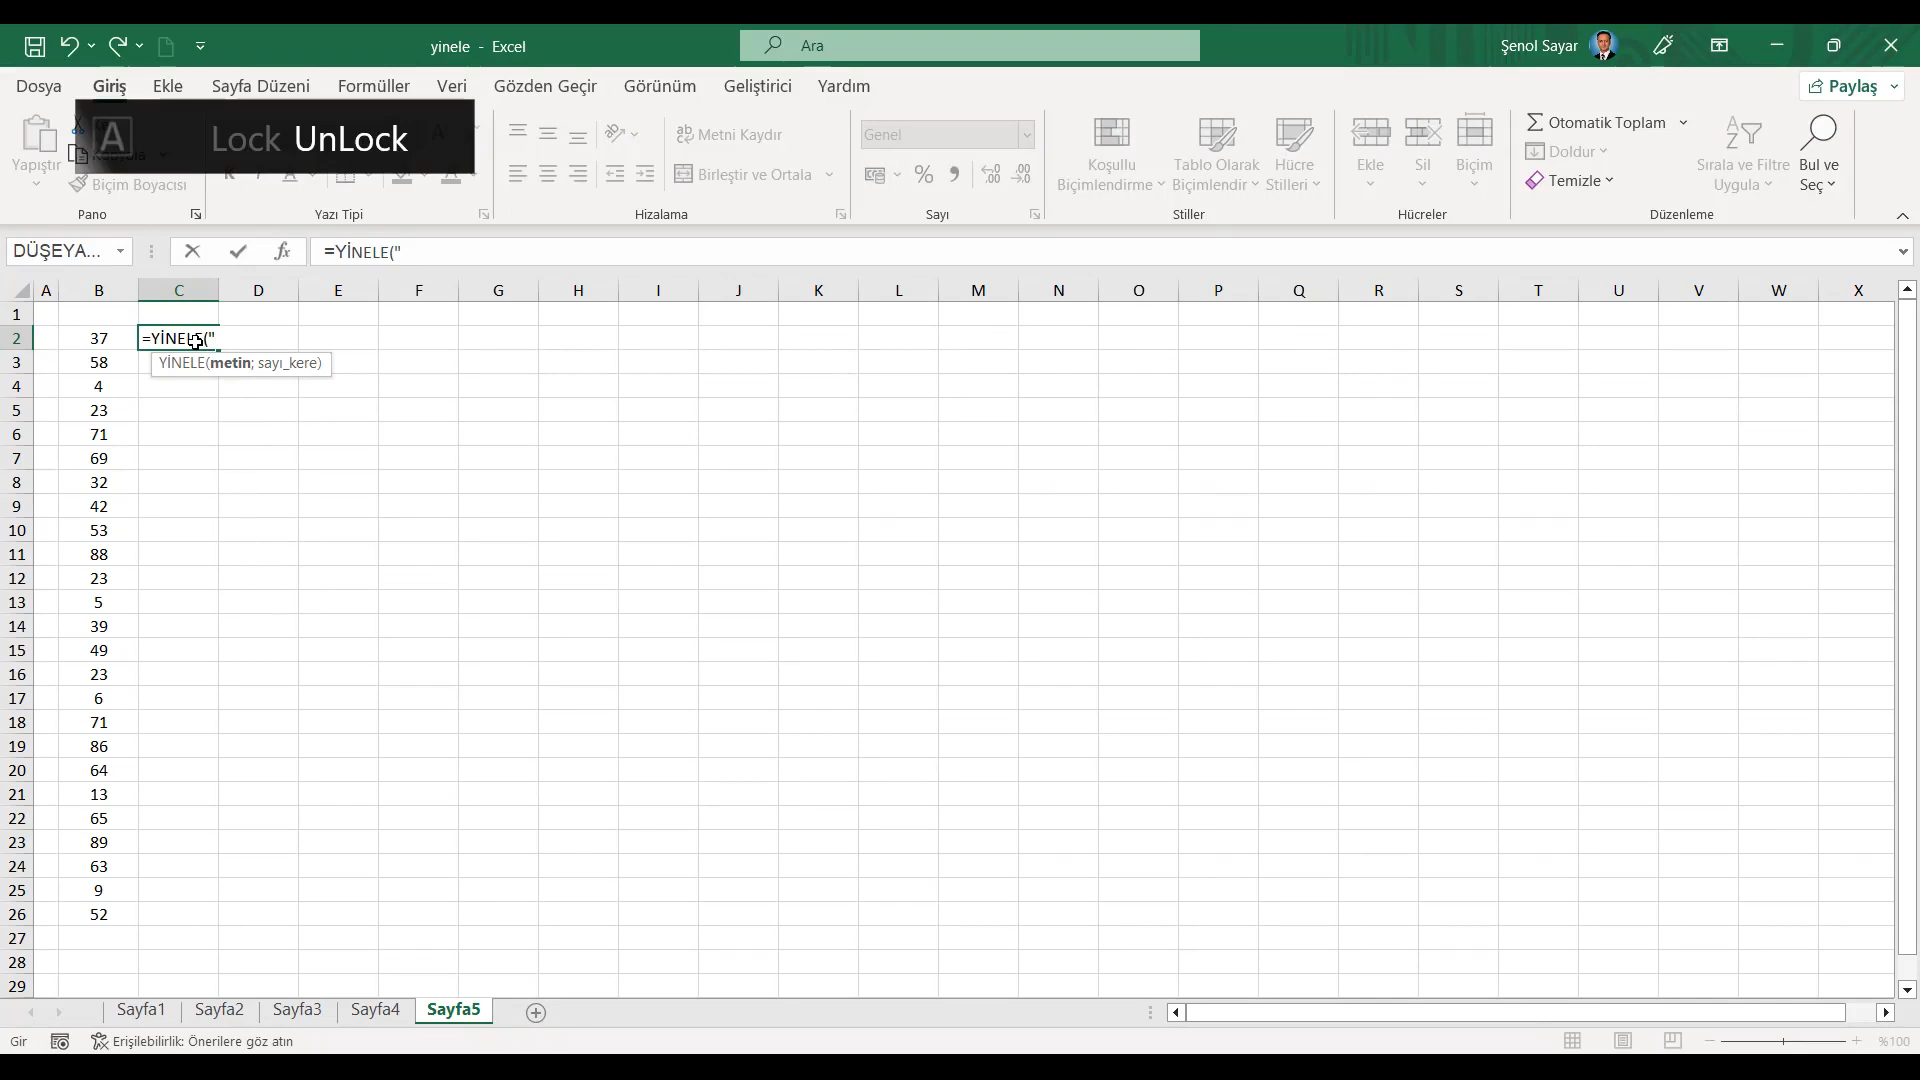 yinele - Excel
Ara
Şenol Sayar
Dosya
Giriş
Ekle
Sayfa Düzeni
Formüller
Veri
Gözden Geçir
Görünüm
Geliştirici
Yardım
Paylaş
A
Lock UnLock
Yapıştır
Biçim Boyacısı
Pano
Yazı Tipi
Metni Kaydır
Birleştir ve Ortala
Hizalama
Genel
%
Sayı
Koşullu
Biçimlendirme
Tablo Olarak
Biçimlendir
Hücre
Stilleri
Stiller
Ekle
Sil
Biçim
Hücreler
Otomatik Toplam
Doldur
Temizle
Sırala ve Filtre
Uygula
Bul ve
Seç
Düzenleme
DÜŞEYA...
fx
=YİNELE("
A B C D E F G H I J K L M N O P Q R S T U V W X
1
2 37 =YİNELE("
YİNELE(metin; sayı_kere)
3 58
4 4
5 23
6 71
7 69
8 32
9 42
10 53
11 88
12 23
13 5
14 39
15 49
16 23
17 6
18 71
19 86
20 64
21 13
22 65
23 89
24 63
25 9
26 52
27
28
29
Sayfa1 Sayfa2 Sayfa3 Sayfa4 Sayfa5
Gir
Erişilebilirlik: Önerilere göz atın
%100